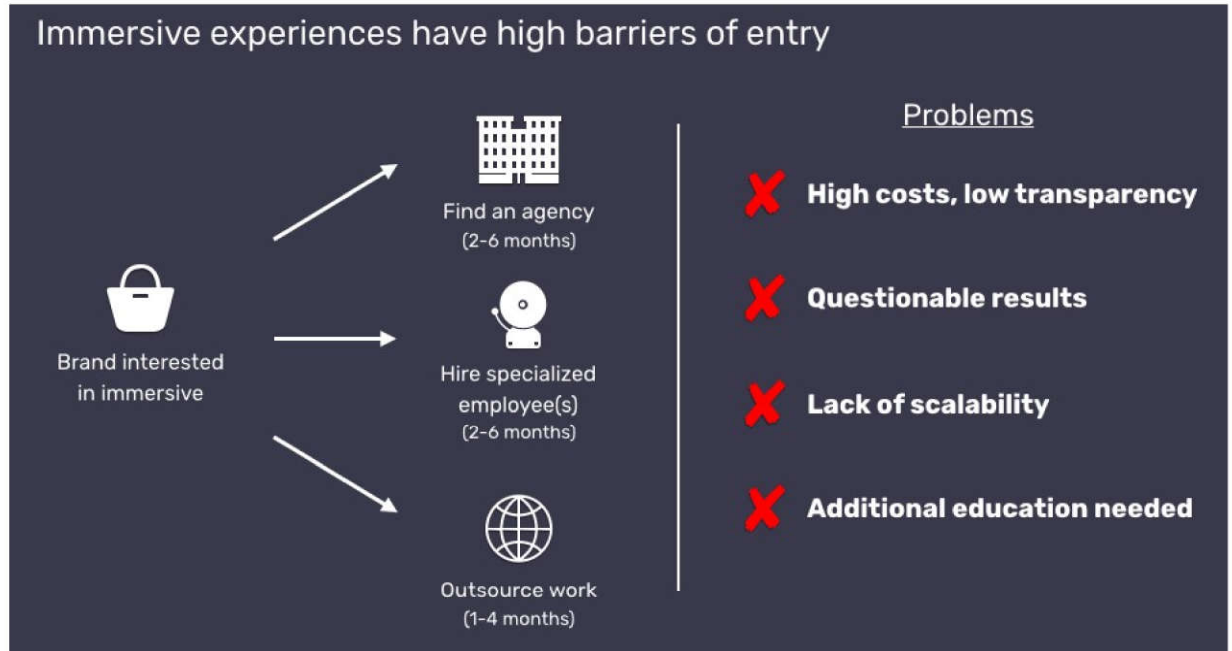 Immersive experiences have high barriers of entry
Brand interested
in immersive
Find an agency
(2-6 months)
Hire specialized
employee(s)
(2-6 months)
Outsource work
(1-4 months)
Problems
High costs, low transparency
Questionable results
Lack of scalability
Additional education needed